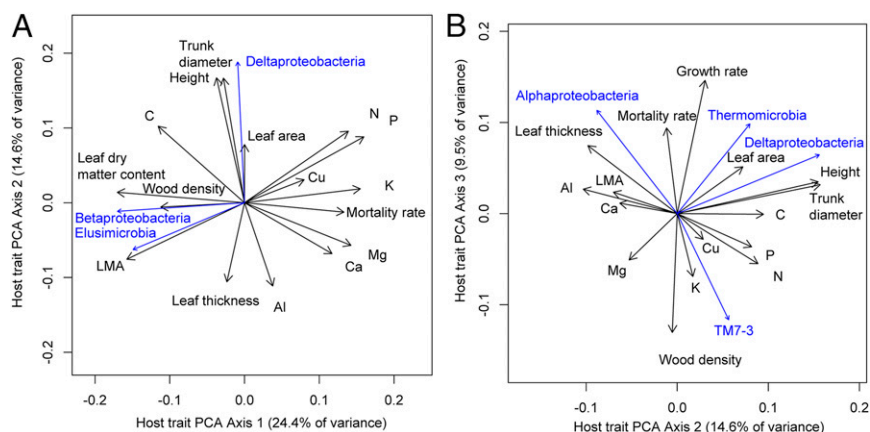 A
Trunk
diameter
Height
Deltaproteobacteria
C
N
P
Leaf area
Leaf dry
matter content
Cu
Wood density
K
Betaproteobacteria
Mortality rate
Elusimicrobia
LMA
Mg
Ca
Leaf thickness
Al
0.2
0.1
0.0
-0.1
-0.2
-0.2
-0.1
0.0
0.1
0.2
Host trait PCA Axis 2 (14.6% of variance)
Host trait PCA Axis 1 (24.4% of variance)
B
Growth rate
Alphaproteobacteria
Mortality rate
Thermomicrobia
Leaf thickness
Deltaproteobacteria
Leaf area
Height
Al
LMA
Trunk
diameter
Ca
C
Cu
P
Mg
N
K
TM7-3
Wood density
0.2
0.1
0.0
-0.1
-0.1
0.0
0.1
0.2
Host trait PCA Axis 3 (9.5% of variance)
Host trait PCA Axis 2 (14.6% of variance)